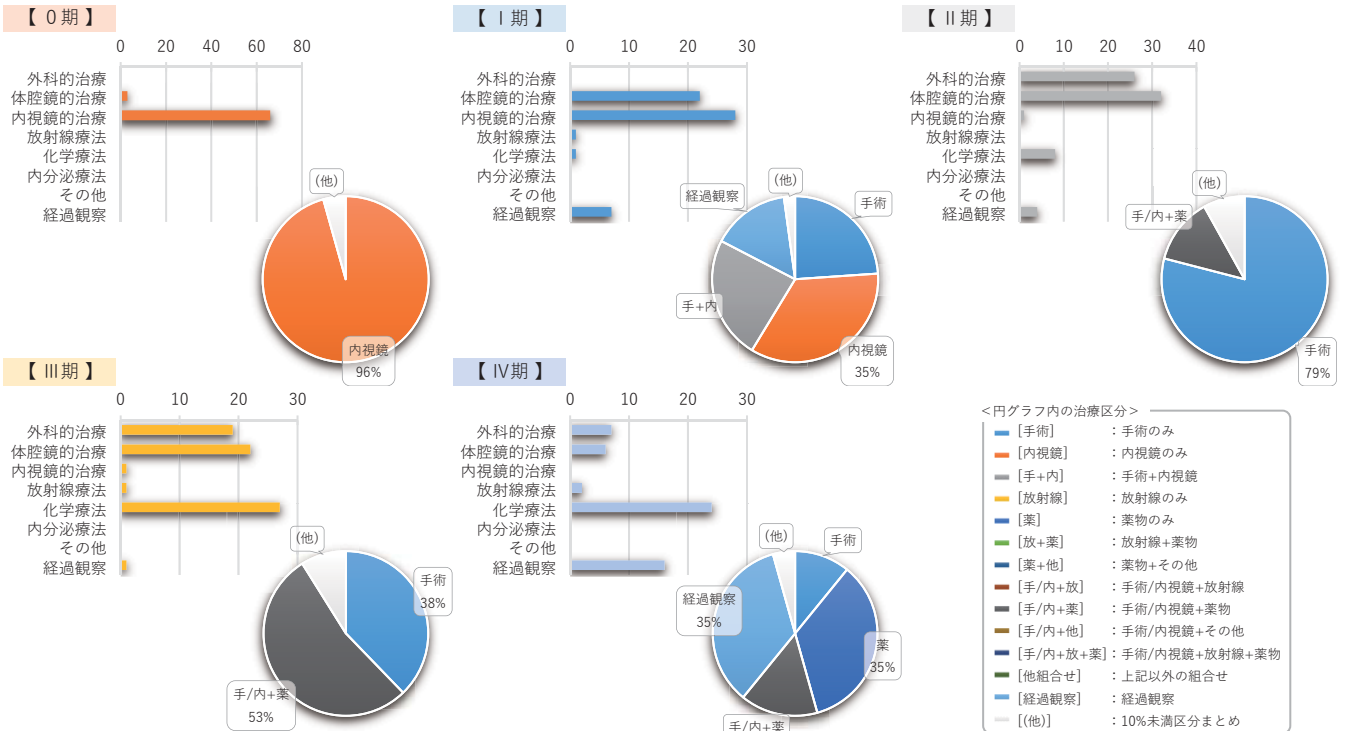 【 0期 】
0 20 40 60 80
外科的治療
体腔鏡的治療
内視鏡的治療
放射線療法
化学療法
内分泌療法
その他
経過観察
(他)
内視鏡
96%
【 Ⅰ期 】
0 10 20 30
外科的治療
体腔鏡的治療
内視鏡的治療
放射線療法
化学療法
内分泌療法
その他
経過観察
(他)
経過観察
手術
手+内
内視鏡
35%
【 II期 】
0 10 20 30 40
外科的治療
体腔鏡的治療
内視鏡的治療
放射線療法
化学療法
内分泌療法
その他
経過観察
(他)
手/内+薬
手術
79%
【 III期 】
0 10 20 30
外科的治療
体腔鏡的治療
内視鏡的治療
放射線療法
化学療法
内分泌療法
その他
経過観察
(他)
手術
38%
手/内+薬
53%
【 IV期 】
0 10 20 30
外科的治療
体腔鏡的治療
内視鏡的治療
放射線療法
化学療法
内分泌療法
その他
経過観察
(他)
手術
経過観察
35%
薬
35%
手/内+薬
＜円グラフ内の治療区分＞
[手術] ：手術のみ
[内視鏡] ：内視鏡のみ
[手+内] ：手術+内視鏡
[放射線] ：放射線のみ
[薬] ：薬物のみ
[放+薬] ：放射線+薬物
[薬+他] ：薬物+その他
[手/内+放] ：手術/内視鏡+放射線
[手/内+薬] ：手術/内視鏡+薬物
[手/内+他] ：手術/内視鏡+その他
[手/内+放+薬]：手術/内視鏡+放射線+薬物
[他組合せ] ：上記以外の組合せ
[経過観察] ：経過観察
[(他)] ：10%未満区分まとめ